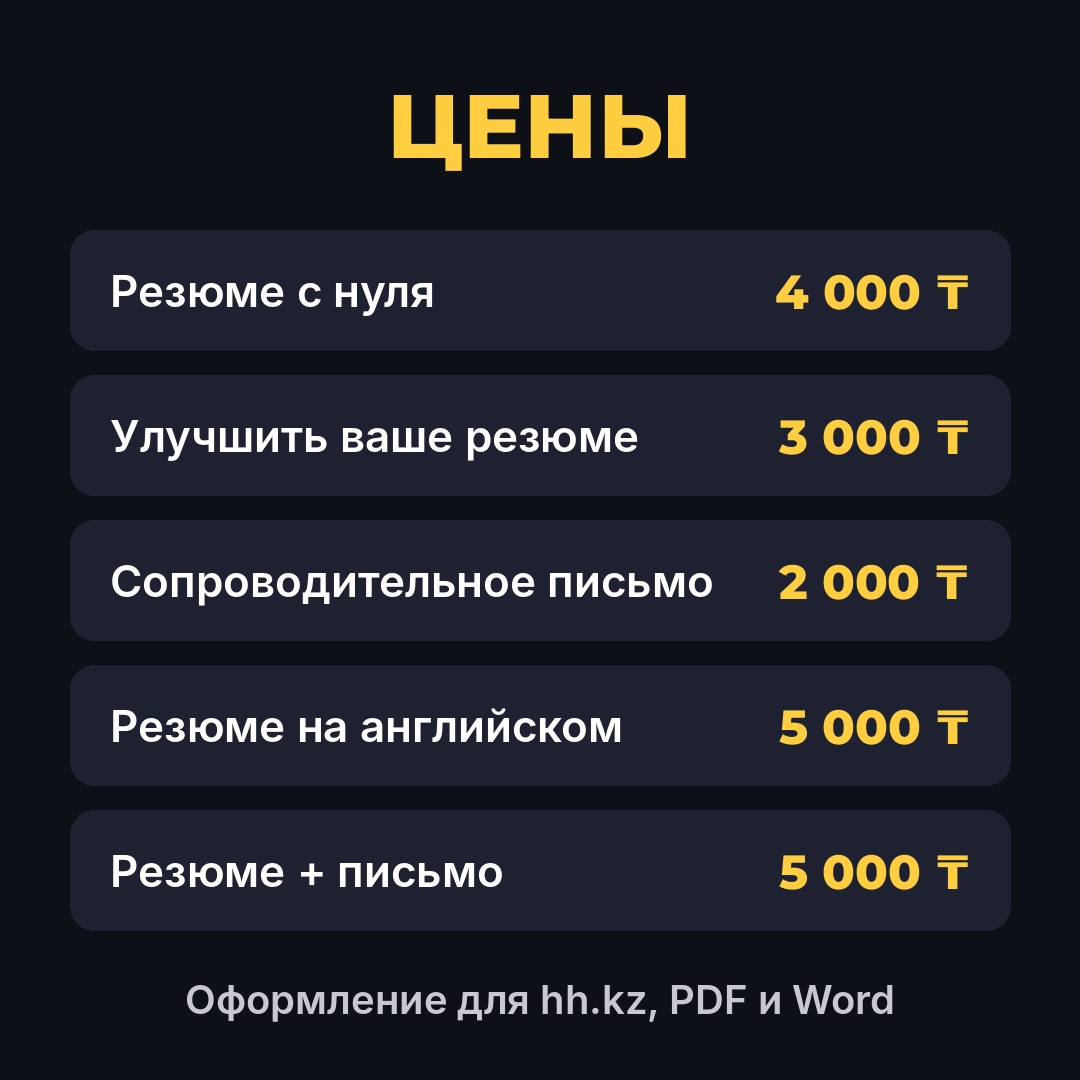 ЦЕНЫ
Резюме с нуля 4 000 ₸
Улучшить ваше резюме 3 000 ₸
Сопроводительное письмо 2 000 ₸
Резюме на английском 5 000 ₸
Резюме + письмо 5 000 ₸
Оформление для hh.kz, PDF и Word